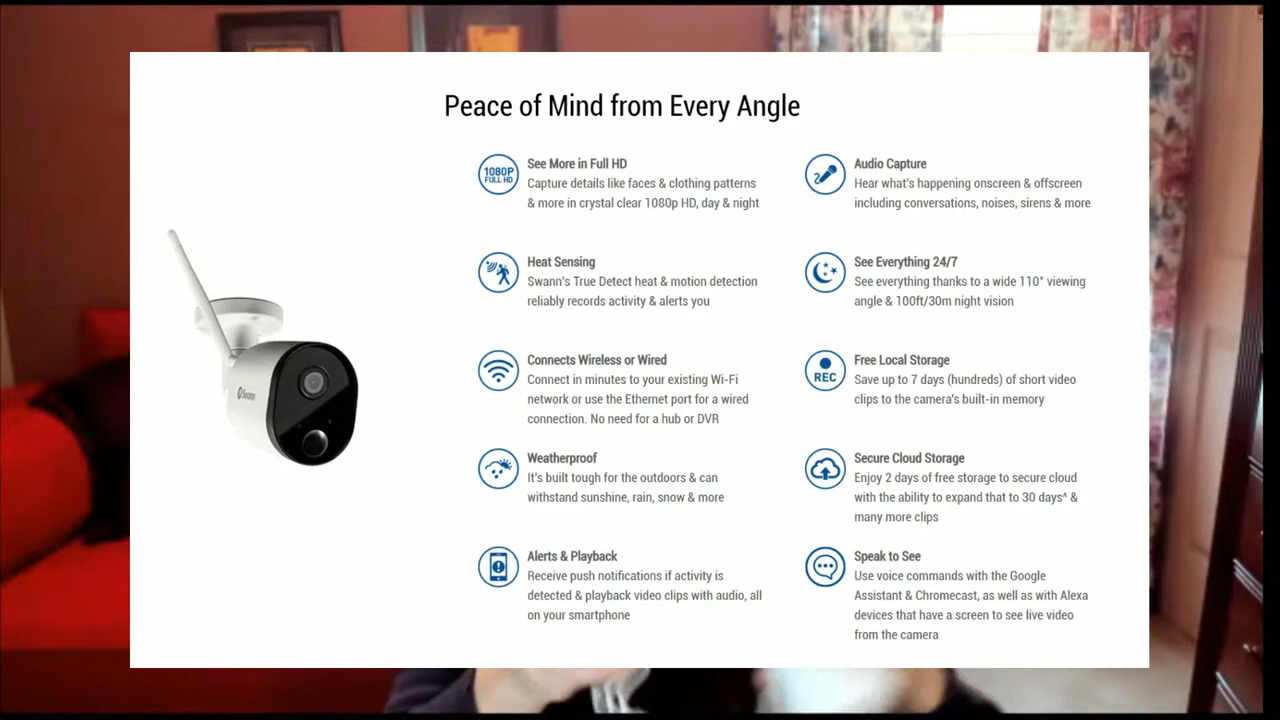 Peace of Mind from Every Angle
1080P
FULL HD
See More in Full HD
Capture details like faces & clothing patterns
& more in crystal clear 1080p HD, day & night
Audio Capture
Hear what's happening onscreen & offscreen
including conversations, noises, sirens & more
Heat Sensing
Swann's True Detect heat & motion detection
reliably records activity & alerts you
See Everything 24/7
See everything thanks to a wide 110° viewing
angle & 100ft/30m night vision
Connects Wireless or Wired
Connect in minutes to your existing Wi-Fi
network or use the Ethernet port for a wired
connection. No need for a hub or DVR
REC
Free Local Storage
Save up to 7 days (hundreds) of short video
clips to the camera's built-in memory
Swann
Weatherproof
It's built tough for the outdoors & can
withstand sunshine, rain, snow & more
Secure Cloud Storage
Enjoy 2 days of free storage to secure cloud
with the ability to expand that to 30 days^ &
many more clips
Alerts & Playback
Receive push notifications if activity is
detected & playback video clips with audio, all
on your smartphone
Speak to See
Use voice commands with the Google
Assistant & Chromecast, as well as with Alexa
devices that have a screen to see live video
from the camera